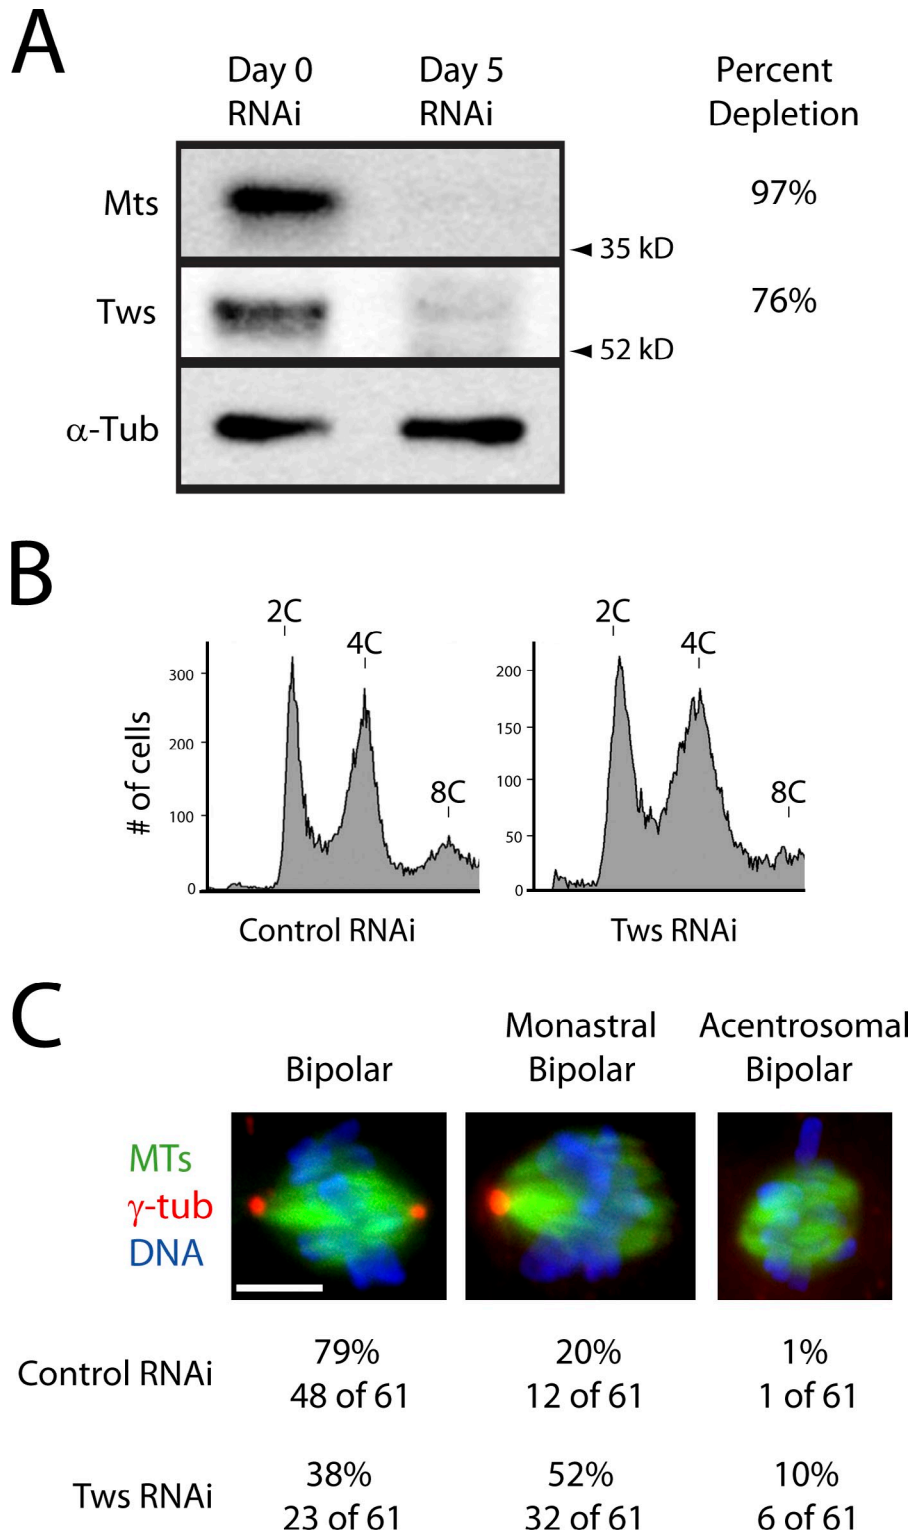 A
Day 0 Day 5 Percent
RNAi RNAi Depletion
Mts 97%
◄ 35 kD
Tws 76%
◄ 52 kD
α-Tub
B
2C 4C 8C
300
200
100
0
# of cells
Control RNAi
2C 4C 8C
200
150
100
50
0
Tws RNAi
C
Monastral Acentrosomal
Bipolar Bipolar Bipolar
MTs
γ-tub
DNA
79% 20% 1%
Control RNAi
48 of 61 12 of 61 1 of 61
38% 52% 10%
Tws RNAi
23 of 61 32 of 61 6 of 61